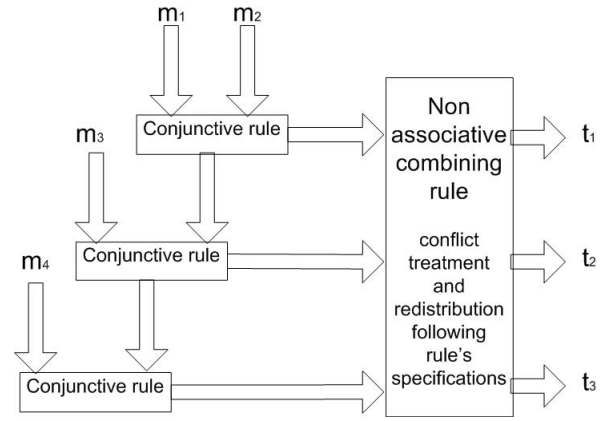 m1 m2
Conjunctive rule
m3
Conjunctive rule
m4
Conjunctive rule
Non
associative
combining
rule
conflict
treatment
and
redistribution
following
rule's
specifications
t1
t2
t3